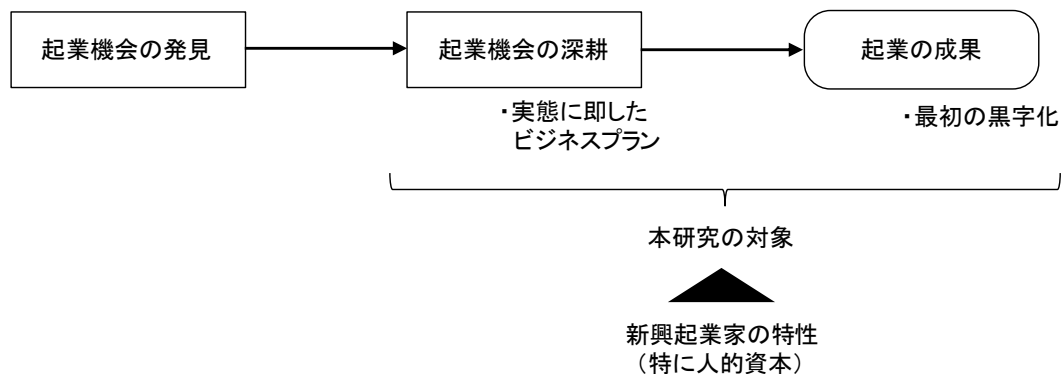 起業機会の発見
起業機会の深耕
起業の成果
・実態に即した
ビジネスプラン
・最初の黒字化
本研究の対象
新興起業家の特性
（特に人的資本）